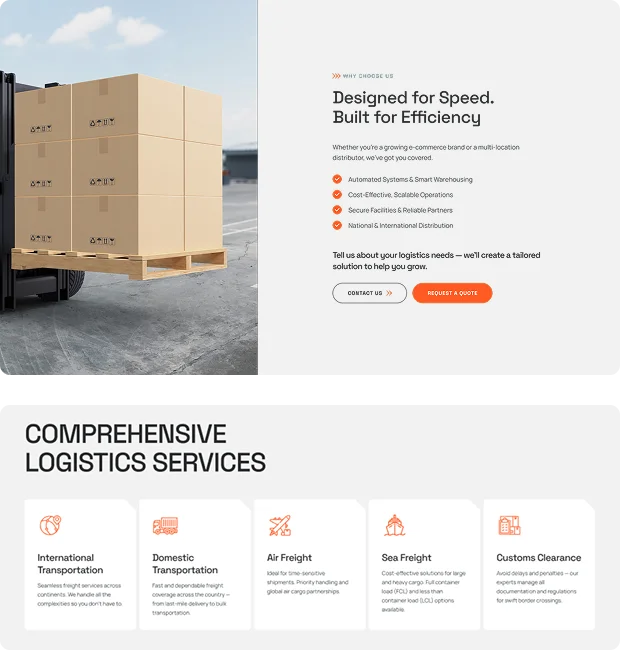 WHY CHOOSE US
Designed for Speed.
Built for Efficiency
Whether you're a growing e-commerce brand or a multi-location
distributor, we've got you covered.
Automated Systems & Smart Warehousing
Cost-Effective, Scalable Operations
Secure Facilities & Reliable Partners
National & International Distribution
Tell us about your logistics needs — we'll create a tailored
solution to help you grow.
CONTACT US
REQUEST A QUOTE
COMPREHENSIVE
LOGISTICS SERVICES
International
Transportation
Seamless freight services across
continents. We handle all the
complexities so you don't have to.
Domestic
Transportation
Fast and dependable freight
coverage across the country —
from last-mile delivery to bulk
transportation.
Air Freight
Ideal for time-sensitive
shipments. Priority handling and
global air cargo partnerships.
Sea Freight
Cost-effective solutions for large
and heavy cargo. Full container
load (FCL) and less than
container load (LCL) options
available.
Customs Clearance
Avoid delays and penalties — our
experts manage all
documentation and regulations
for swift border crossings.